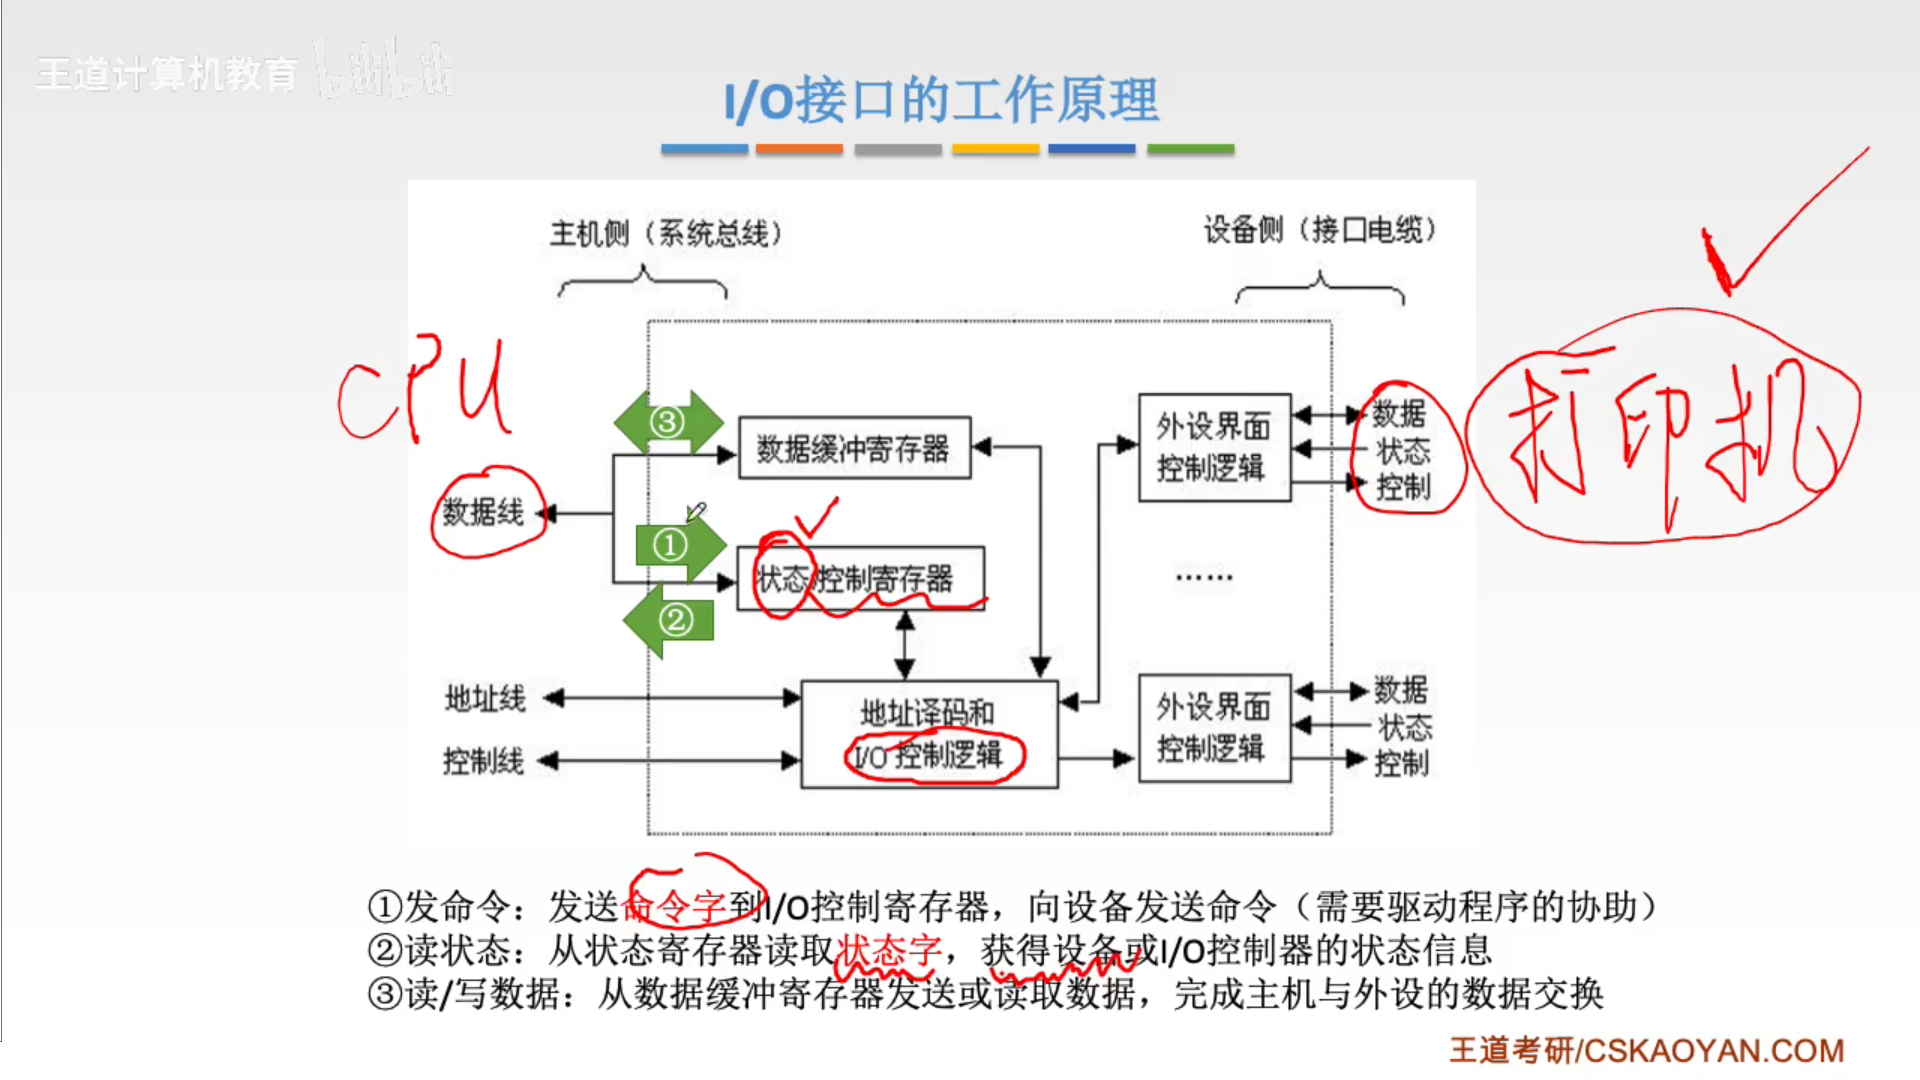 王道计算机教育 bilibili
I/O接口的工作原理
主机侧（系统总线）
设备侧（接口电缆）
CPU
③
数据缓冲寄存器
外设界面
控制逻辑
数据
状态
控制
打印机
数据线
①
状态/控制寄存器
②
……
地址线
控制线
地址译码和
I/O 控制逻辑
外设界面
控制逻辑
数据
状态
控制
①发命令：发送命令字到I/O控制寄存器，向设备发送命令（需要驱动程序的协助）
②读状态：从状态寄存器读取状态字，获得设备或I/O控制器的状态信息
③读/写数据：从数据缓冲寄存器发送或读取数据，完成主机与外设的数据交换
王道考研/CSKAOYAN.COM